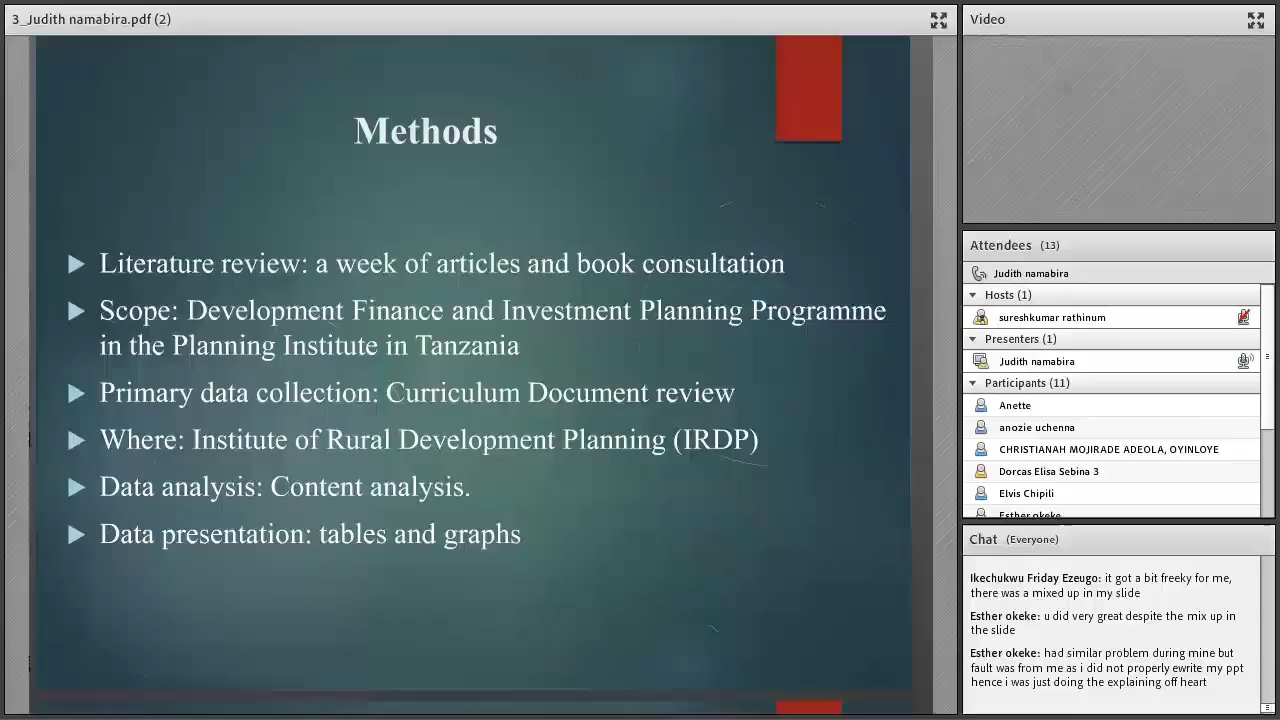 3_Judith namabira.pdf (2)
Methods
Literature review: a week of articles and book consultation
Scope: Development Finance and Investment Planning Programme
in the Planning Institute in Tanzania
Primary data collection: Curriculum Document review
Where: Institute of Rural Development Planning (IRDP)
Data analysis: Content analysis.
Data presentation: tables and graphs
Video
Attendees (13)
Judith namabira
Hosts (1)
sureshkumar rathinum
Presenters (1)
Judith namabira
Participants (11)
Anette
anozie uchenna
CHRISTIANAH MOJIRADE ADEOLA, OYINLOYE
Dorcas Elisa Sebina 3
Elvis Chipili
Esther okeke
Chat (Everyone)
Ikechukwu Friday Ezeugo: it got a bit freeky for me,
there was a mixed up in my slide
Esther okeke: u did very great despite the mix up in
the slide
Esther okeke: had similar problem during mine but
fault was from me as i did not properly ewrite my ppt
hence i was just doing the explaining off heart